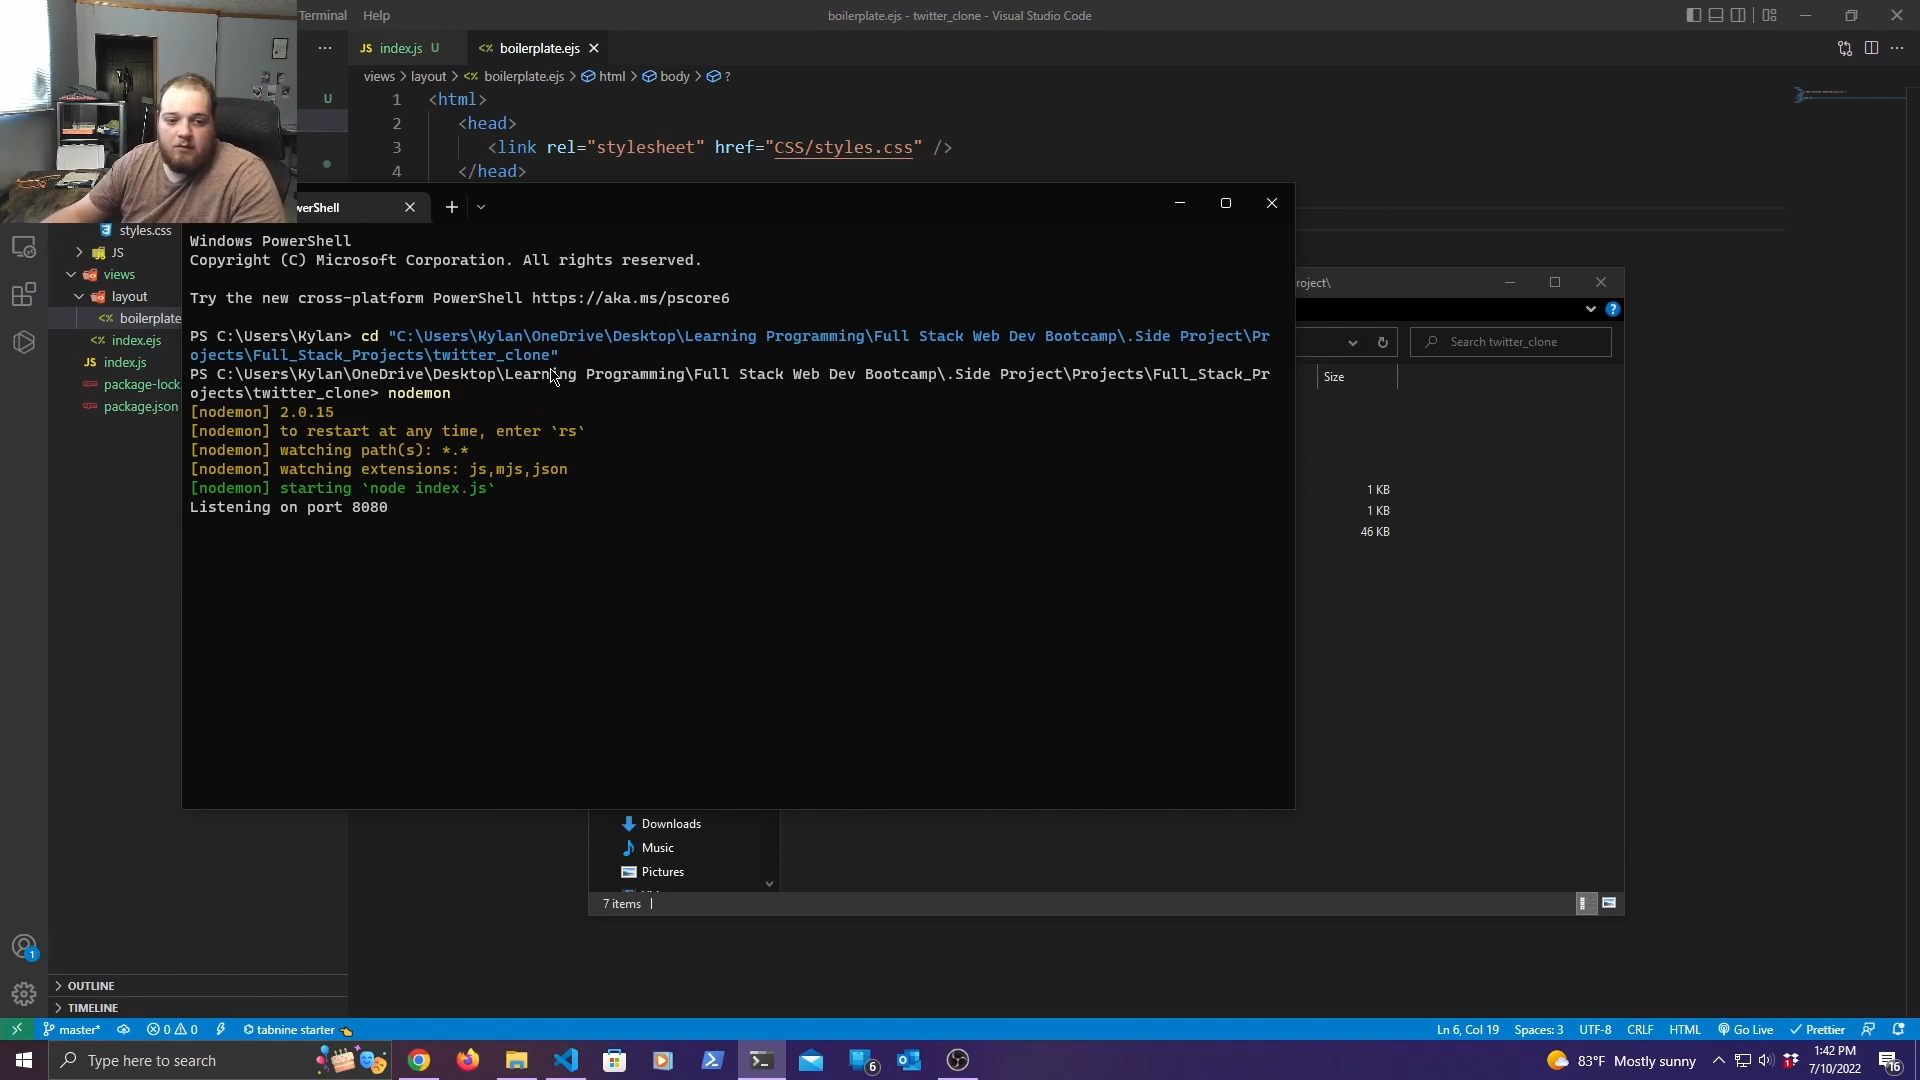 Terminal Help
boilerplate.ejs - twitter_clone - Visual Studio Code
index.js U
boilerplate.ejs
views > layout > boilerplate.ejs > html > body > ?
U
1 <html>
2 <head>
3 <link rel="stylesheet" href="CSS/styles.css" />
4 </head>
styles.css
JS
views
layout
boilerplate
index.ejs
JS index.js
package-lock
package.json
OUTLINE
TIMELINE
werShell
Windows PowerShell
Copyright (C) Microsoft Corporation. All rights reserved.
Try the new cross-platform PowerShell https://aka.ms/pscore6
PS C:\Users\Kylan> cd "C:\Users\Kylan\OneDrive\Desktop\Learning Programming\Full Stack Web Dev Bootcamp\.Side Project\Pr
ojects\Full_Stack_Projects\twitter_clone"
PS C:\Users\Kylan\OneDrive\Desktop\Learning Programming\Full Stack Web Dev Bootcamp\.Side Project\Projects\Full_Stack_Pr
ojects\twitter_clone> nodemon
[nodemon] 2.0.15
[nodemon] to restart at any time, enter `rs`
[nodemon] watching path(s): *.*
[nodemon] watching extensions: js,mjs,json
[nodemon] starting `node index.js`
Listening on port 8080
roject\
Search twitter_clone
Size
1 KB
1 KB
46 KB
Downloads
Music
Pictures
7 items
1
master* 0 0 tabnine starter
Ln 6, Col 19 Spaces: 3 UTF-8 CRLF HTML Go Live Prettier
Type here to search
6
83°F Mostly sunny
1
1:42 PM
7/10/2022
16